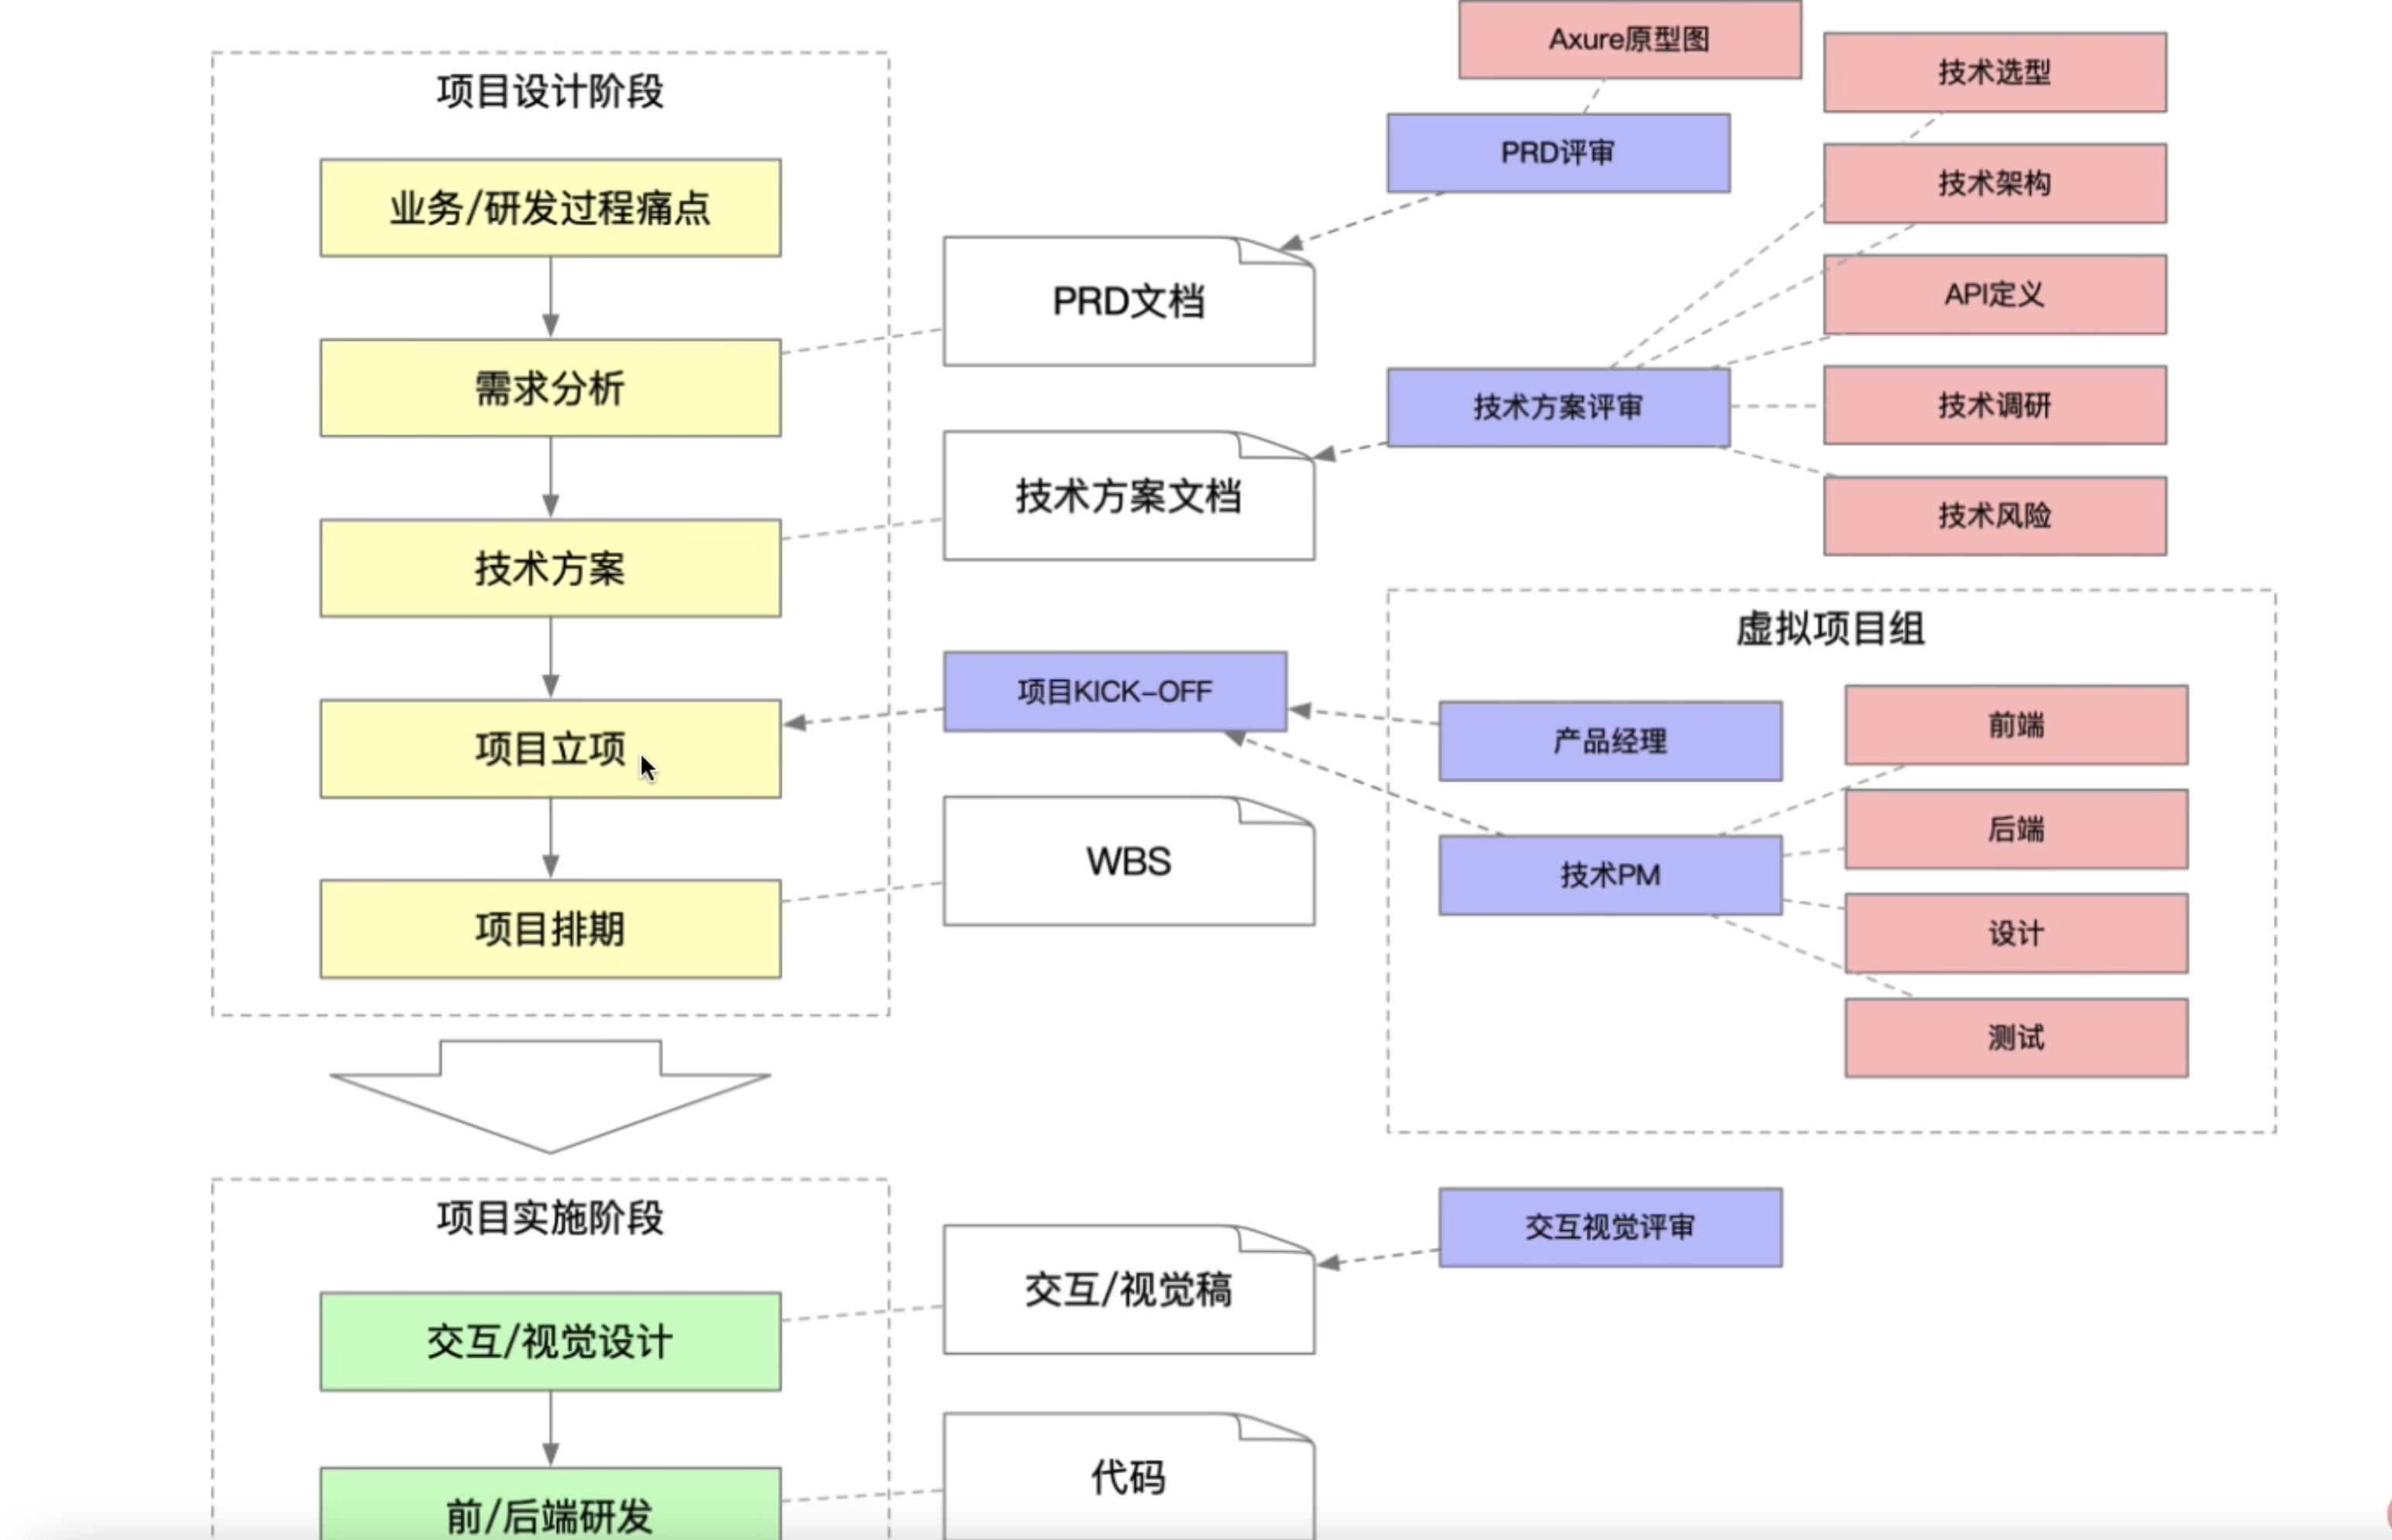 Axure原型图
项目设计阶段
技术选型
PRD评审
技术架构
业务/研发过程痛点
PRD文档
API定义
需求分析
技术方案评审
技术调研
技术方案文档
技术风险
技术方案
虚拟项目组
项目KICK-OFF
产品经理
前端
项目立项
后端
WBS
技术PM
项目排期
设计
测试
项目实施阶段
交互视觉评审
交互/视觉稿
交互/视觉设计
代码
前/后端研发